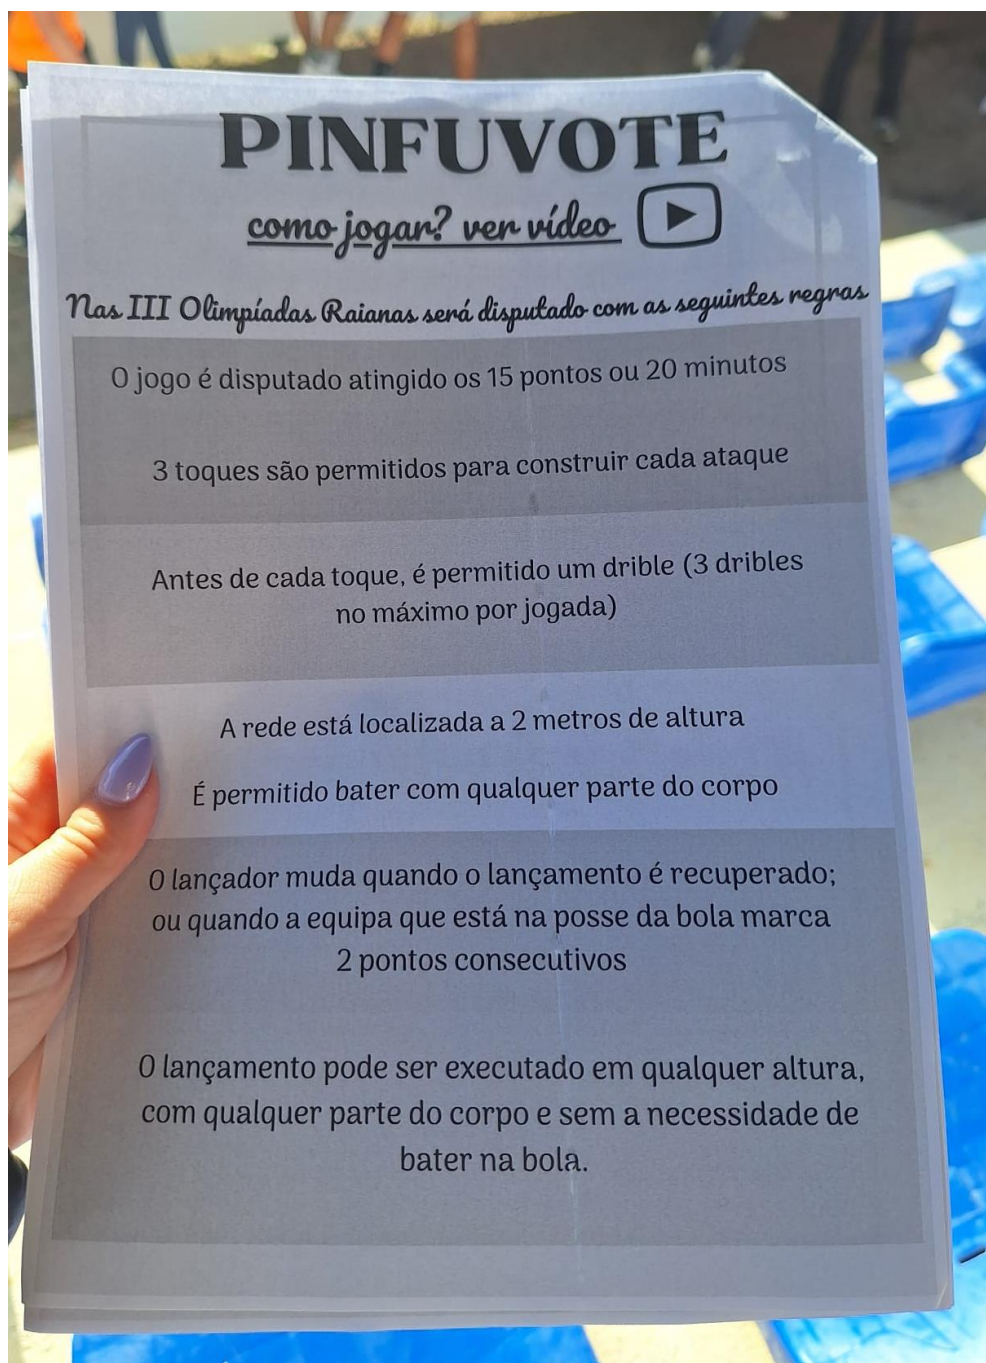 PINFUVOTE
como jogar? ver vídeo
Nas III Olimpíadas Raianas será disputado com as seguintes regras
O jogo é disputado atingido os 15 pontos ou 20 minutos
3 toques são permitidos para construir cada ataque
Antes de cada toque, é permitido um drible (3 dribles
no máximo por jogada)
A rede está localizada a 2 metros de altura
É permitido bater com qualquer parte do corpo
O lançador muda quando o lançamento é recuperado;
ou quando a equipa que está na posse da bola marca
2 pontos consecutivos
O lançamento pode ser executado em qualquer altura,
com qualquer parte do corpo e sem a necessidade de
bater na bola.